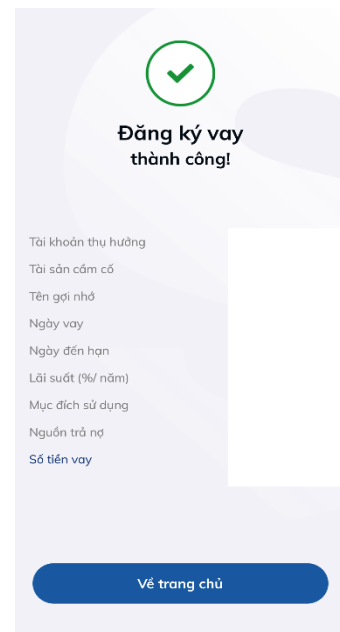 Đăng ký vay
thành công!
Tài khoản thụ hưởng
Tài sản cầm cố
Tên gợi nhớ
Ngày vay
Ngày đến hạn
Lãi suất (%/ năm)
Mục đích sử dụng
Nguồn trả nợ
Số tiền vay
Về trang chủ